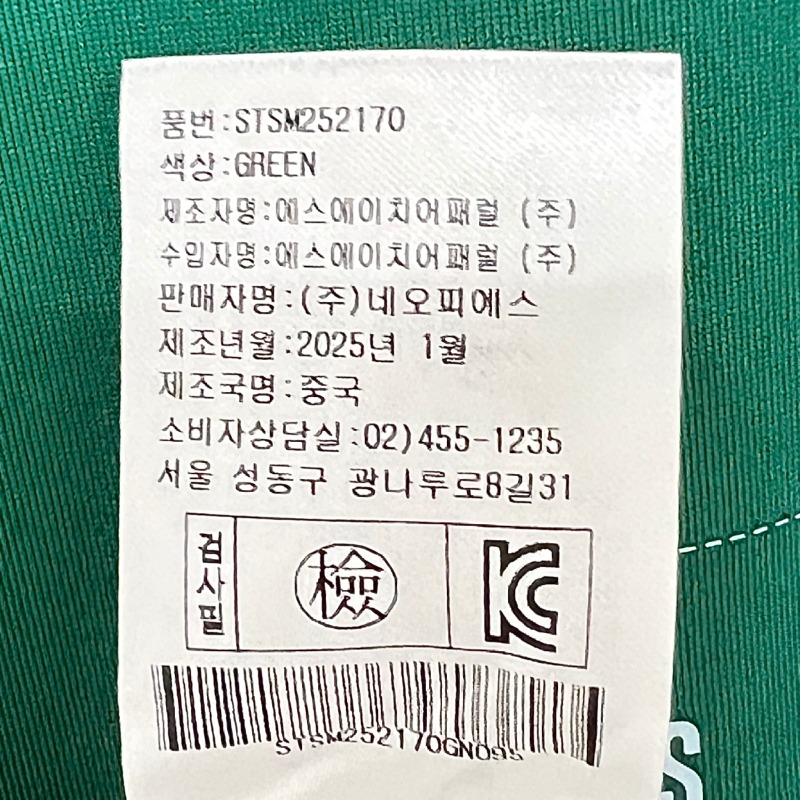 품번:STSM252170
색상:GREEN
제조자명:에스에이치어패럴 (주)
수입자명:에스에이치어패럴 (주)
판매자명:(주)네오피에스
제조년월:2025년 1월
제조국명:중국
소비자상담실:02)455-1235
서울 성동구 광나루로8길31
검사필
檢
KC
STSM252170GN095
S